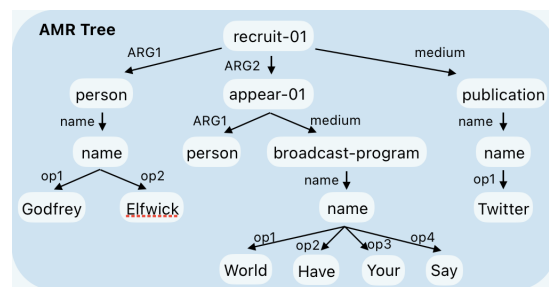 AMR Tree
recruit-01
ARG1
ARG2
medium
person
appear-01
publication
name
ARG1
medium
name
name
person
broadcast-program
name
op1
op2
name
op1
Godfrey
Elfwick
name
Twitter
op1
op2
op3
op4
World
Have
Your
Say